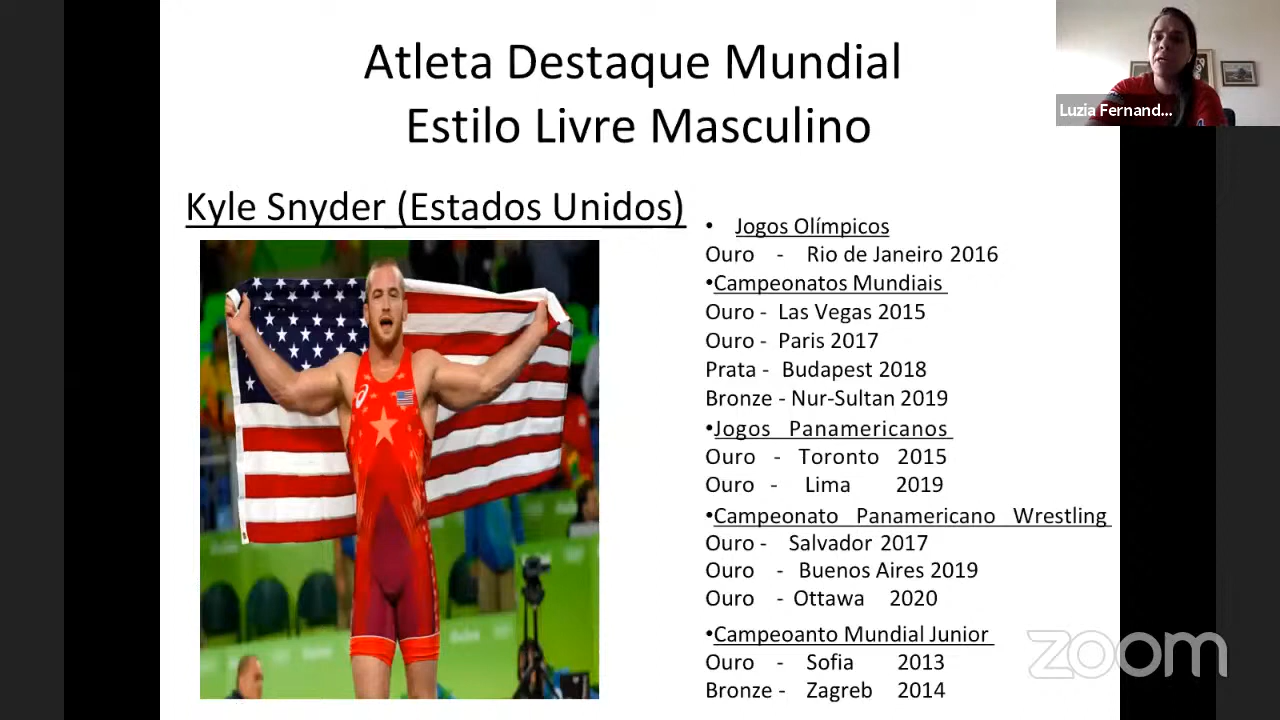 Atleta Destaque Mundial
Estilo Livre Masculino
Luzia Fernand...
Kyle Snyder (Estados Unidos)
• Jogos Olímpicos
Ouro - Rio de Janeiro 2016
•Campeonatos Mundiais
Ouro - Las Vegas 2015
Ouro - Paris 2017
Prata - Budapest 2018
Bronze - Nur-Sultan 2019
•Jogos Panamericanos
Ouro - Toronto 2015
Ouro - Lima 2019
•Campeonato Panamericano Wrestling
Ouro - Salvador 2017
Ouro - Buenos Aires 2019
Ouro - Ottawa 2020
•Campeoanto Mundial Junior
Ouro - Sofia 2013
Bronze - Zagreb 2014
zoom